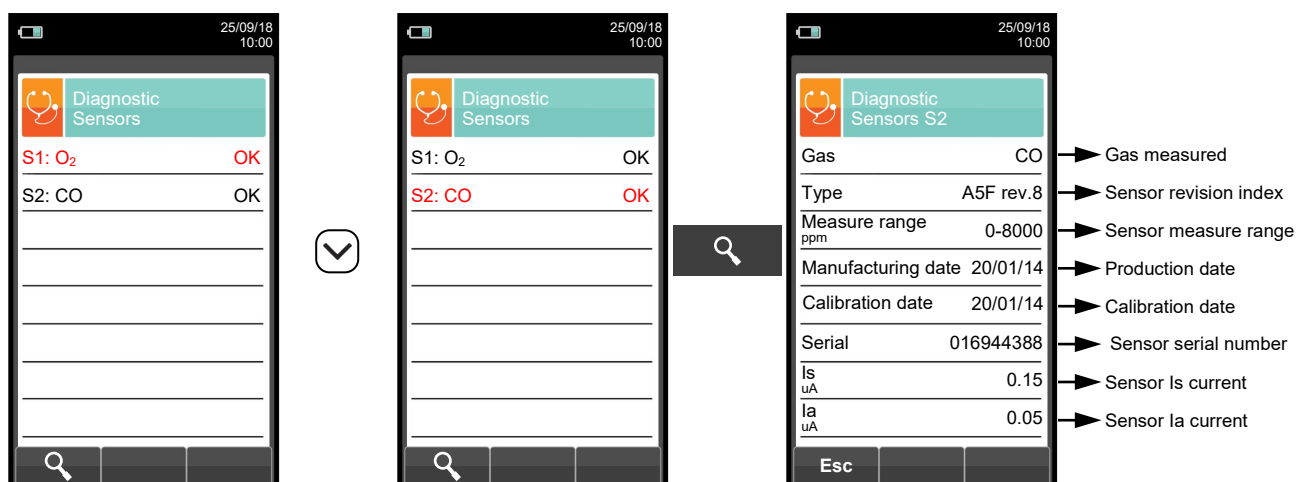 25/09/18
10:00
Diagnostic
Sensors
S1: O₂ OK
S2: CO OK
25/09/18
10:00
Diagnostic
Sensors
S1: O₂ OK
S2: CO OK
25/09/18
10:00
Diagnostic
Sensors S2
Gas CO Gas measured
Type A5F rev.8 Sensor revision index
Measure range
ppm 0-8000 Sensor measure range
Manufacturing date 20/01/14 Production date
Calibration date 20/01/14 Calibration date
Serial 016944388 Sensor serial number
Is
uA 0.15 Sensor Is current
Ia
uA 0.05 Sensor Ia current
Esc